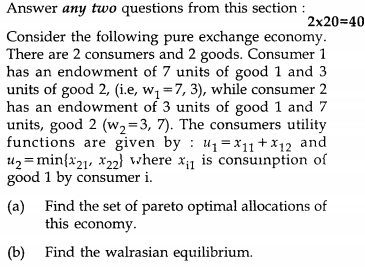 Answer any two questions from this section :
2x20=40
Consider the following pure exchange economy.
There are 2 consumers and 2 goods. Consumer 1
has an endowment of 7 units of good 1 and 3
units of good 2, (i.e, w₁=7, 3), while consumer 2
has an endowment of 3 units of good 1 and 7
units, good 2 (w₂=3, 7). The consumers utility
functions are given by : u₁=x₁₁+x₁₂ and
u₂=min{x₂₁, x₂₂} where xᵢ₁ is consumption of
good 1 by consumer i.
(a) Find the set of pareto optimal allocations of
this economy.
(b) Find the walrasian equilibrium.